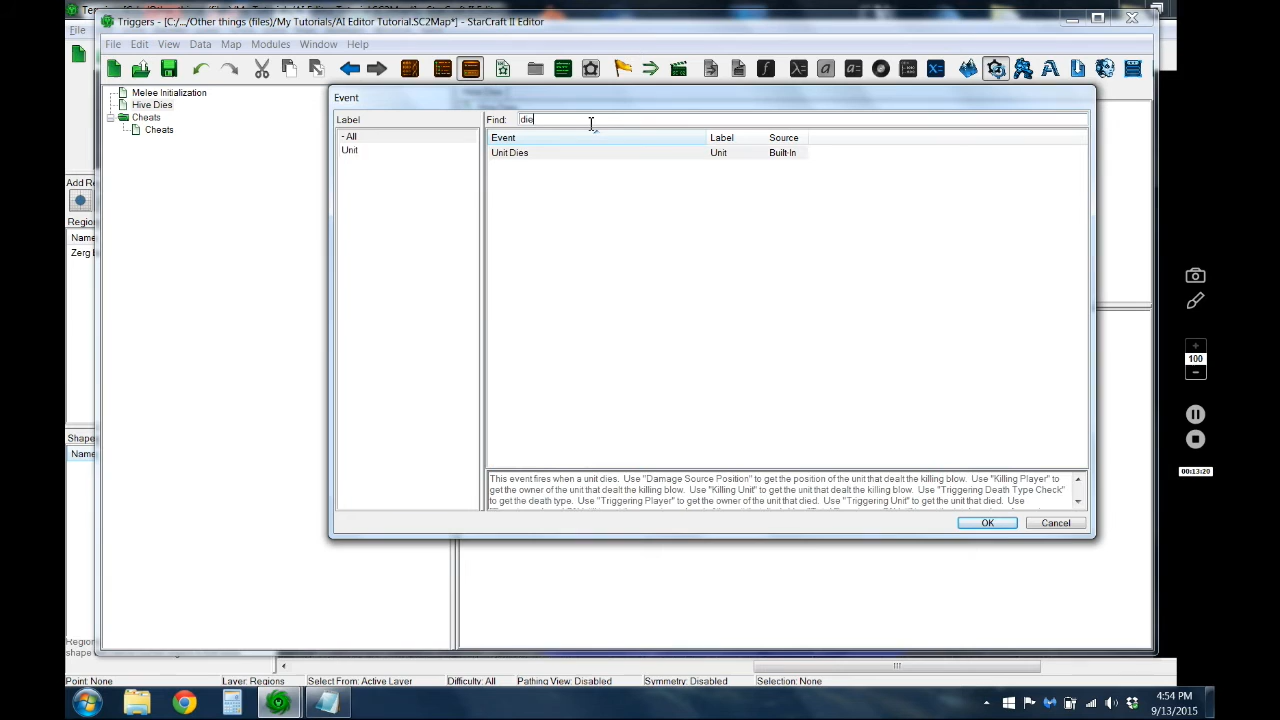 Triggers - [C:/.../Other things (files)/My Tutorials/AI Editor Tutorial.SC2Map*] - StarCraft II Editor
File
File Edit View Data Map Modules Window Help
Melee Initialization
Hive Dies
Cheats
Cheats
Event
Label
- All
Unit
Find: die
Event Label Source
Unit Dies Unit Built-In
This event fires when a unit dies. Use "Damage Source Position" to get the position of the unit that dealt the killing blow. Use "Killing Player" to
get the owner of the unit that dealt the killing blow. Use "Killing Unit" to get the unit that dealt the killing blow. Use "Triggering Death Type Check"
to get the death type. Use "Triggering Player" to get the owner of the unit that died. Use "Triggering Unit" to get the unit that died. Use
OK Cancel
Add Re
Region
Name
Zerg
Shape
Name
Region
shape
Point: None Layer: Regions Select From: Active Layer Difficulty: All Pathing View: Disabled Symmetry: Disabled Selection: None
100
00:13:20
4:54 PM
9/13/2015